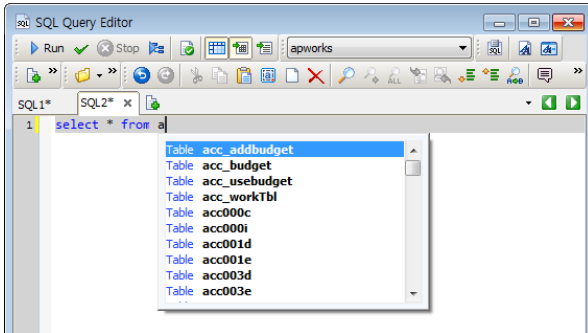 SQL Query Editor
Run Stop apworks
SQL1* SQL2*
1 select * from a
Table acc_addbudget
Table acc_budget
Table acc_usebudget
Table acc_workTbl
Table acc000c
Table acc000i
Table acc001d
Table acc001e
Table acc003d
Table acc003e